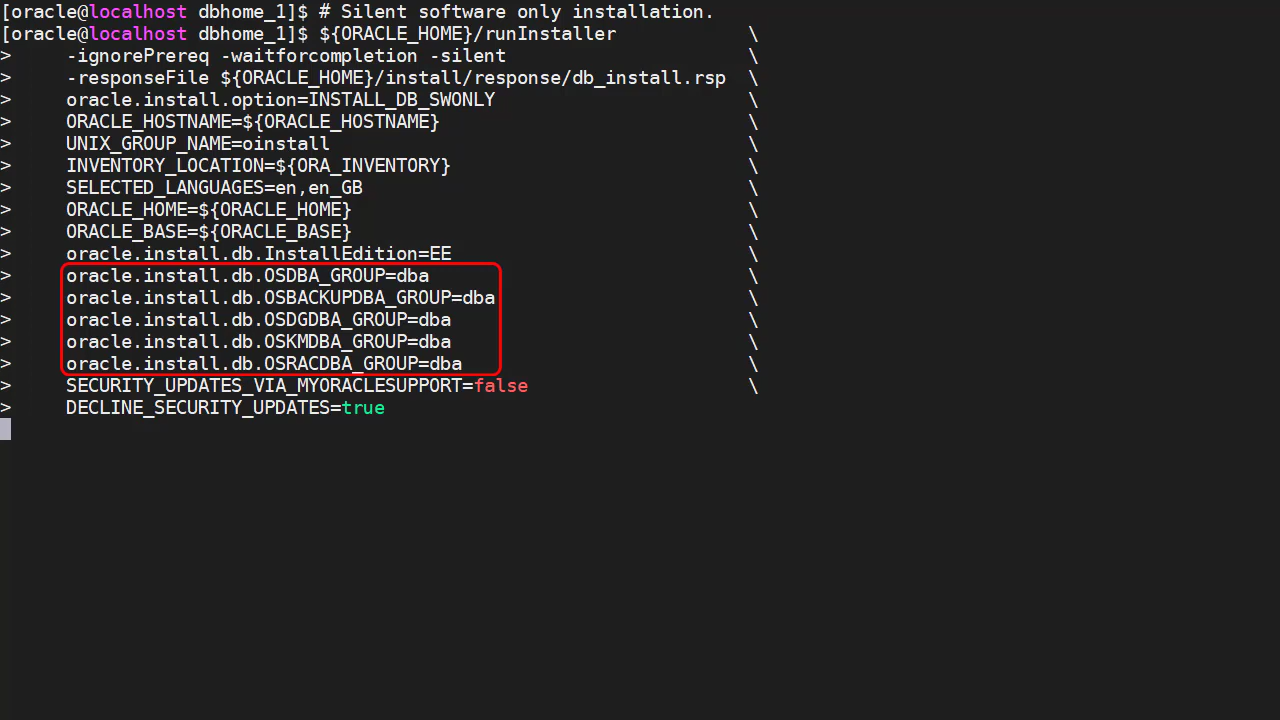 [oracle@localhost dbhome_1]$ # Silent software only installation.
[oracle@localhost dbhome_1]$ ${ORACLE_HOME}/runInstaller            \
>     -ignorePrereq -waitforcompletion -silent                      \
>     -responseFile ${ORACLE_HOME}/install/response/db_install.rsp  \
>     oracle.install.option=INSTALL_DB_SWONLY                       \
>     ORACLE_HOSTNAME=${ORACLE_HOSTNAME}                            \
>     UNIX_GROUP_NAME=oinstall                                      \
>     INVENTORY_LOCATION=${ORA_INVENTORY}                           \
>     SELECTED_LANGUAGES=en,en_GB                                   \
>     ORACLE_HOME=${ORACLE_HOME}                                    \
>     ORACLE_BASE=${ORACLE_BASE}                                    \
>     oracle.install.db.InstallEdition=EE                           \
>     oracle.install.db.OSDBA_GROUP=dba                             \
>     oracle.install.db.OSBACKUPDBA_GROUP=dba                       \
>     oracle.install.db.OSDGDBA_GROUP=dba                           \
>     oracle.install.db.OSKMDBA_GROUP=dba                           \
>     oracle.install.db.OSRACDBA_GROUP=dba                          \
>     SECURITY_UPDATES_VIA_MYORACLESUPPORT=false                    \
>     DECLINE_SECURITY_UPDATES=true